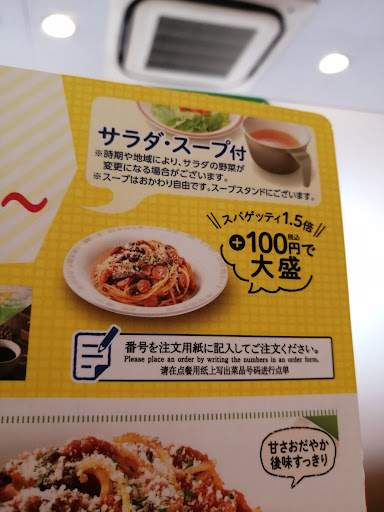 サラダ・スープ付
※時期や地域により、サラダの野菜が
変更になる場合がございます。
※スープはおかわり自由です。スープスタンドにございます。
スパゲッティ1.5倍
+100円で
税込
大盛
番号を注文用紙に記入してご注文ください。
Please place an order by writing the numbers in an order form.
请在点餐用纸上写出菜品号码进行点单
甘さおだやか
後味すっきり